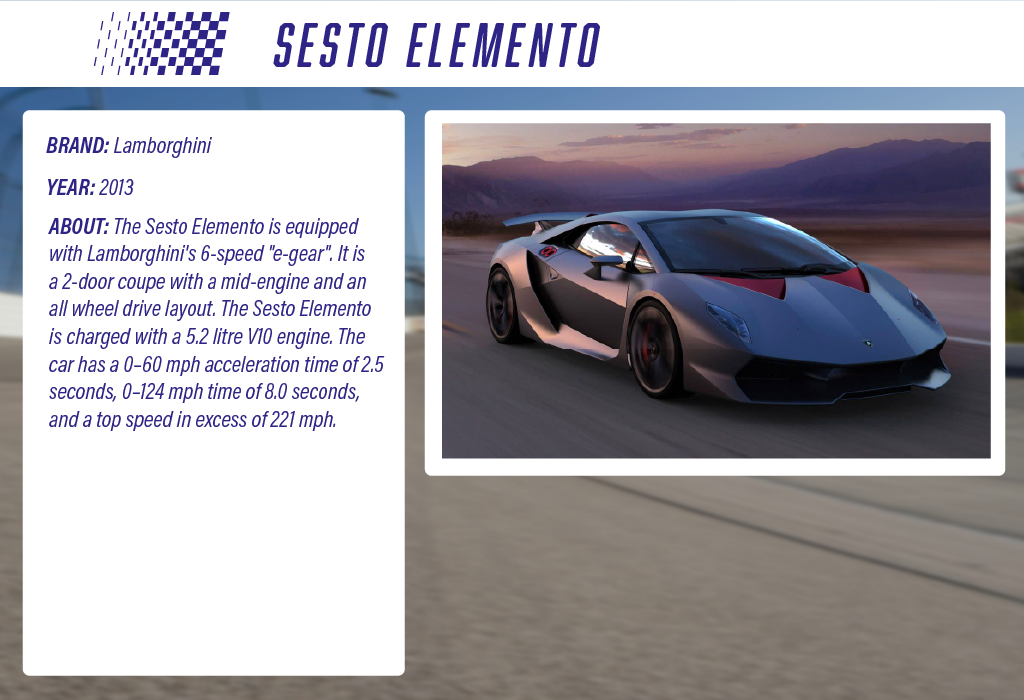 SESTO ELEMENTO
BRAND: Lamborghini
YEAR: 2013
ABOUT: The Sesto Elemento is equipped
with Lamborghini's 6-speed "e-gear". It is
a 2-door coupe with a mid-engine and an
all wheel drive layout. The Sesto Elemento
is charged with a 5.2 litre V10 engine. The
car has a 0–60 mph acceleration time of 2.5
seconds, 0–124 mph time of 8.0 seconds,
and a top speed in excess of 221 mph.